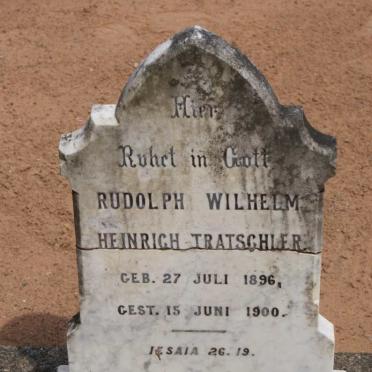 Hier
Ruhet in Gott
RUDOLPH WILHELM
HEINRICH TRATSCHLER
GEB. 27 JULI 1896,
GEST. 15 JUNI 1900.
JESAIA 26. 19.